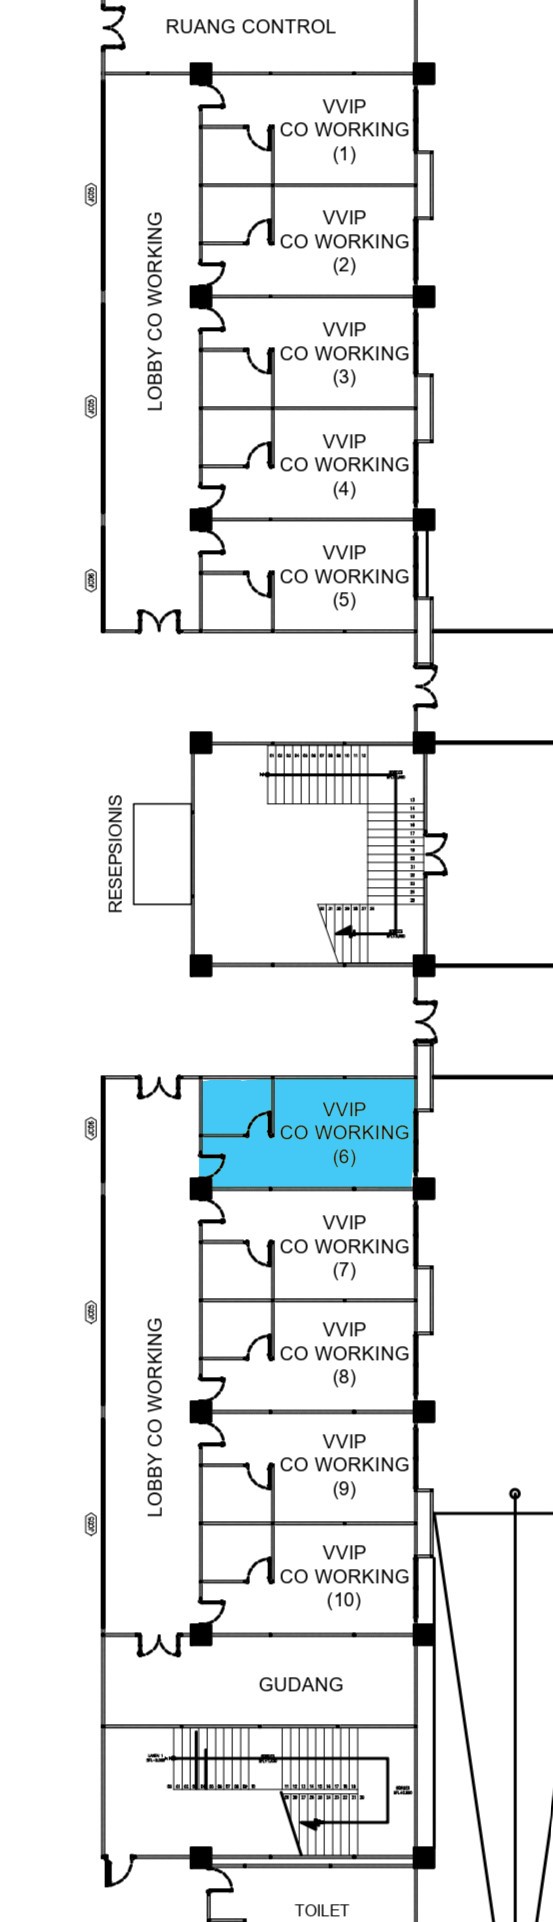 RUANG CONTROL
VVIP
CO WORKING
(1)
VVIP
CO WORKING
(2)
LOBBY CO WORKING
VVIP
CO WORKING
(3)
VVIP
CO WORKING
(4)
VVIP
CO WORKING
(5)
RESEPSIONIS
VVIP
CO WORKING
(6)
VVIP
CO WORKING
(7)
VVIP
CO WORKING
(8)
LOBBY CO WORKING
VVIP
CO WORKING
(9)
VVIP
CO WORKING
(10)
GUDANG
TOILET